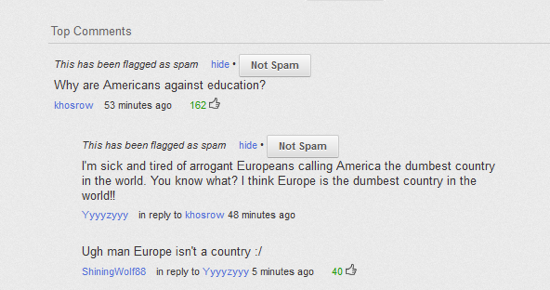 Top Comments
This has been flagged as spam hide • Not Spam
Why are Americans against education?
khosrow 53 minutes ago 162
This has been flagged as spam hide • Not Spam
I'm sick and tired of arrogant Europeans calling America the dumbest country
in the world. You know what? I think Europe is the dumbest country in the
world!!
Yyyyzyyy in reply to khosrow 48 minutes ago
Ugh man Europe isn't a country :/
ShiningWolf88 in reply to Yyyyzyyy 5 minutes ago 40